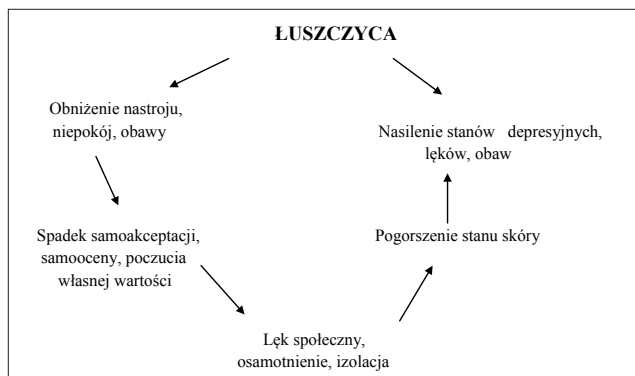 ŁUSZCZYCA
Obniżenie nastroju,
niepokój, obawy
Nasilenie stanów depresyjnych,
lęków, obaw
Spadek samoakceptacji,
samooceny, poczucia
własnej wartości
Pogorszenie stanu skóry
Lęk społeczny,
osamotnienie, izolacja